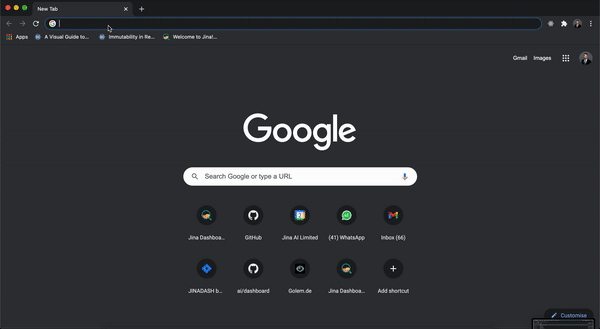 New Tab
Apps A Visual Guide to... Immutability in Re... Welcome to Jina!...
Gmail Images
Google
Search Google or type a URL
Jina Dashboa... GitHub Jina AI Limited (41) WhatsApp Inbox (66)
JINADASH b... ai/dashboard Golem.de Jina Dashboa... Add shortcut
Customise